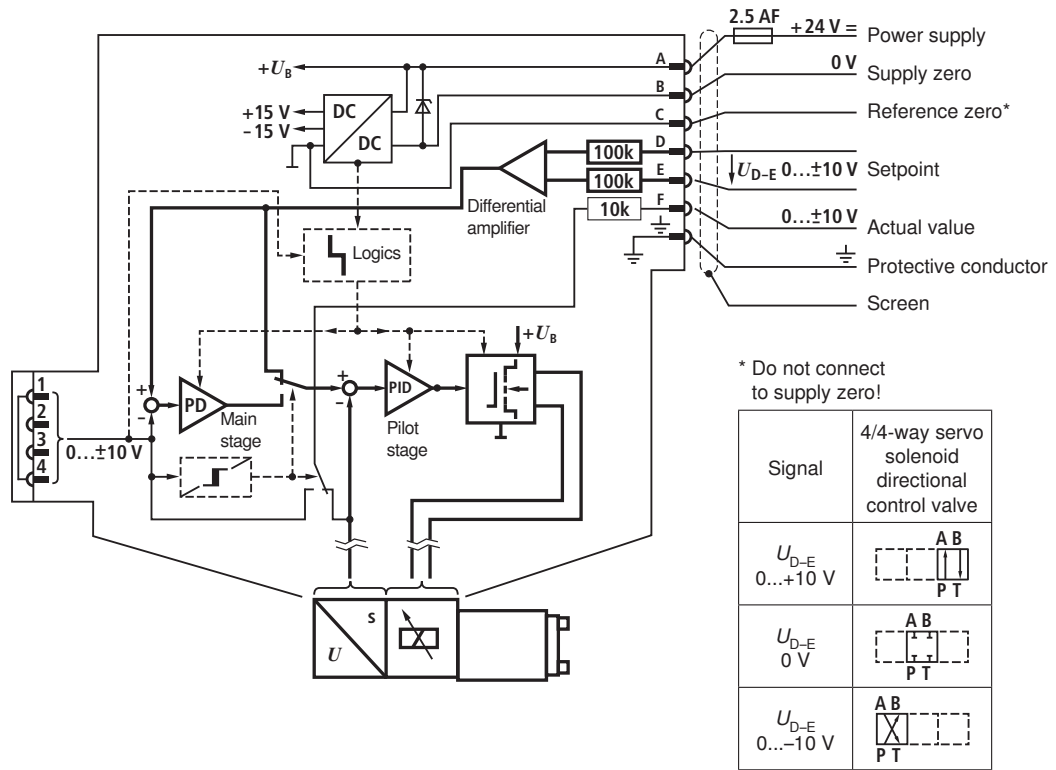 2.5 AF
+24 V =
Power supply
A
+U_B
0 V
Supply zero
B
C
Reference zero*
+15 V
-15 V
DC
DC
D
100k
E
100k
U_D–E 0...±10 V
Setpoint
Differential
amplifier
10k
F
0...±10 V
Actual value
Protective conductor
Screen
Logics
+U_B
1
2
3
4
0...±10 V
+
-
PD
Main
stage
+
-
PID
Pilot
stage
U
S
* Do not connect
to supply zero!
Signal
4/4-way servo
solenoid
directional
control valve
U_D–E
0...+10 V
A B
P T
U_D–E
0 V
A B
P T
U_D–E
0...–10 V
A B
P T